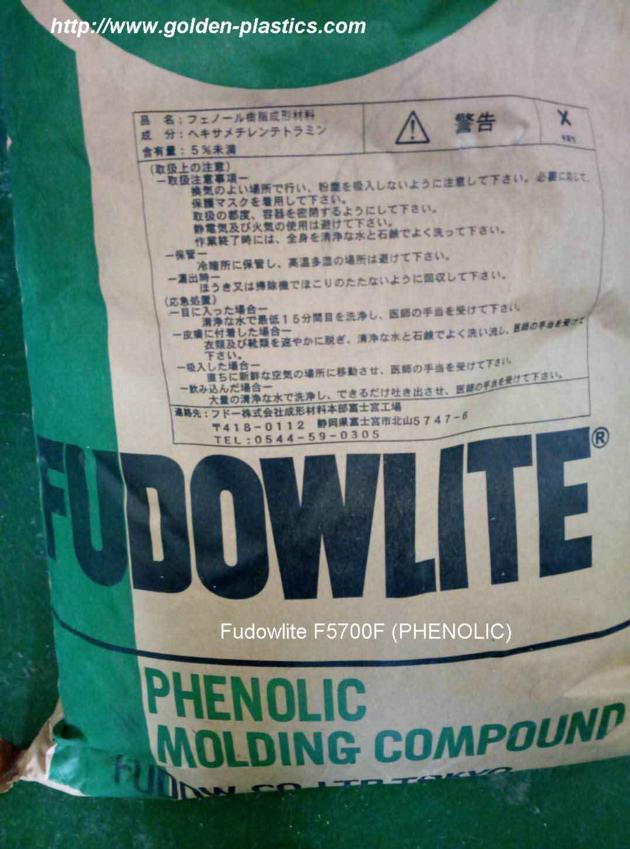 http://www.golden-plastics.com
品 名：フェノール樹脂成形材料
成 分：ヘキサメチレンテトラミン
含有量：5％未満
警告
X
（取扱上の注意）
－取扱注意事項－
換気のよい場所で行い，粉塵を吸入しないように注意して下さい。必要に応じて，
保護マスクを着用して下さい。
取扱の都度、容器を密閉するようにして下さい。
静電気及び火気の使用は避けて下さい。
作業終了時には、全身を清浄な水と石鹸でよく洗って下さい。
－保管－
冷暗所に保管し、高温多湿の場所は避けて下さい。
－漏出時－
ほうき又は掃除機でほこりのたたないように回収して下さい。
（応急処置）
－目に入った場合－
清浄な水で最低15分間目を洗浄し、医師の手当を受けて下さい。
－皮膚に付着した場合－
衣類及び靴類を速やかに脱ぎ、清浄な水と石鹸でよく洗い流し、医師の手当を受けて
下さい。
－吸入した場合－
直ちに新鮮な空気の場所に移動させ、医師の手当を受けて下さい。
－飲み込んだ場合－
大量の清浄な水で洗浄し、できるだけ吐き出させ、医師の手当を受けて下さい。
連絡先：フドー株式会社成形材料本部富士宮工場
〒418-0112 静岡県富士宮市北山5747-6
TEL：0544-59-0305
FUDOWLITE®
Fudowlite F5700F (PHENOLIC)
PHENOLIC
MOLDING COMPOUND
FUDOW CO.,LTD.TOKYO